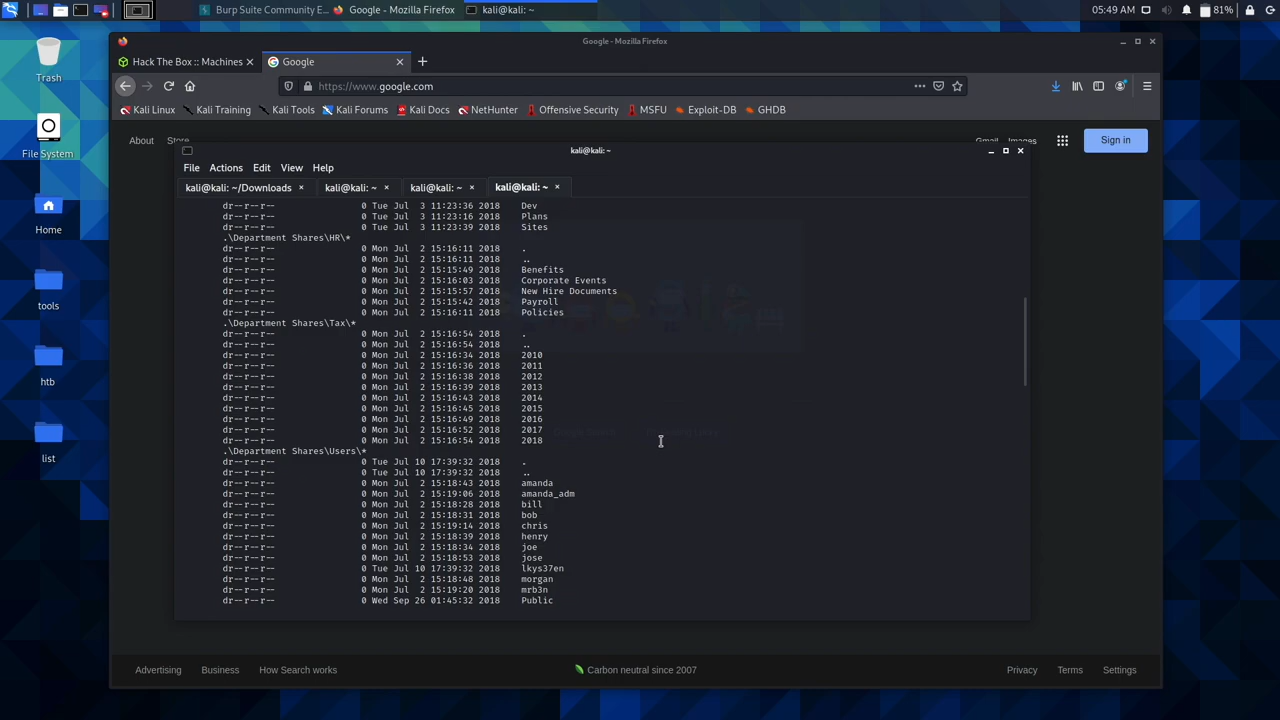 Burp Suite Community E...
Google - Mozilla Firefox
kali@kali: ~
05:49 AM
81%
Google - Mozilla Firefox
Hack The Box :: Machines
Google
https://www.google.com
Kali Linux
Kali Training
Kali Tools
Kali Forums
Kali Docs
NetHunter
Offensive Security
MSFU
Exploit-DB
GHDB
About
Store
Gmail
Images
Sign in
Trash
File System
Home
tools
htb
list
kali@kali: ~
File Actions Edit View Help
kali@kali: ~/Downloads
kali@kali: ~
kali@kali: ~
kali@kali: ~
dr--r--r-- 0 Tue Jul 3 11:23:36 2018 Dev
dr--r--r-- 0 Tue Jul 3 11:23:16 2018 Plans
dr--r--r-- 0 Tue Jul 3 11:23:39 2018 Sites
.\Department Shares\HR\*
dr--r--r-- 0 Mon Jul 2 15:16:11 2018 .
dr--r--r-- 0 Mon Jul 2 15:16:11 2018 ..
dr--r--r-- 0 Mon Jul 2 15:15:49 2018 Benefits
dr--r--r-- 0 Mon Jul 2 15:16:03 2018 Corporate Events
dr--r--r-- 0 Mon Jul 2 15:15:57 2018 New Hire Documents
dr--r--r-- 0 Mon Jul 2 15:15:42 2018 Payroll
dr--r--r-- 0 Mon Jul 2 15:16:11 2018 Policies
.\Department Shares\Tax\*
dr--r--r-- 0 Mon Jul 2 15:16:54 2018 .
dr--r--r-- 0 Mon Jul 2 15:16:54 2018 ..
dr--r--r-- 0 Mon Jul 2 15:16:34 2018 2010
dr--r--r-- 0 Mon Jul 2 15:16:36 2018 2011
dr--r--r-- 0 Mon Jul 2 15:16:38 2018 2012
dr--r--r-- 0 Mon Jul 2 15:16:39 2018 2013
dr--r--r-- 0 Mon Jul 2 15:16:43 2018 2014
dr--r--r-- 0 Mon Jul 2 15:16:45 2018 2015
dr--r--r-- 0 Mon Jul 2 15:16:49 2018 2016
dr--r--r-- 0 Mon Jul 2 15:16:52 2018 2017
dr--r--r-- 0 Mon Jul 2 15:16:54 2018 2018
.\Department Shares\Users\*
dr--r--r-- 0 Tue Jul 10 17:39:32 2018 .
dr--r--r-- 0 Tue Jul 10 17:39:32 2018 ..
dr--r--r-- 0 Mon Jul 2 15:18:43 2018 amanda
dr--r--r-- 0 Mon Jul 2 15:19:06 2018 amanda_adm
dr--r--r-- 0 Mon Jul 2 15:18:28 2018 bill
dr--r--r-- 0 Mon Jul 2 15:18:31 2018 bob
dr--r--r-- 0 Mon Jul 2 15:19:14 2018 chris
dr--r--r-- 0 Mon Jul 2 15:18:39 2018 henry
dr--r--r-- 0 Mon Jul 2 15:18:34 2018 joe
dr--r--r-- 0 Mon Jul 2 15:18:53 2018 jose
dr--r--r-- 0 Tue Jul 10 17:39:32 2018 lkys37en
dr--r--r-- 0 Mon Jul 2 15:18:48 2018 morgan
dr--r--r-- 0 Mon Jul 2 15:19:20 2018 mrb3n
dr--r--r-- 0 Wed Sep 26 01:45:32 2018 Public
Advertising
Business
How Search works
Carbon neutral since 2007
Privacy
Terms
Settings